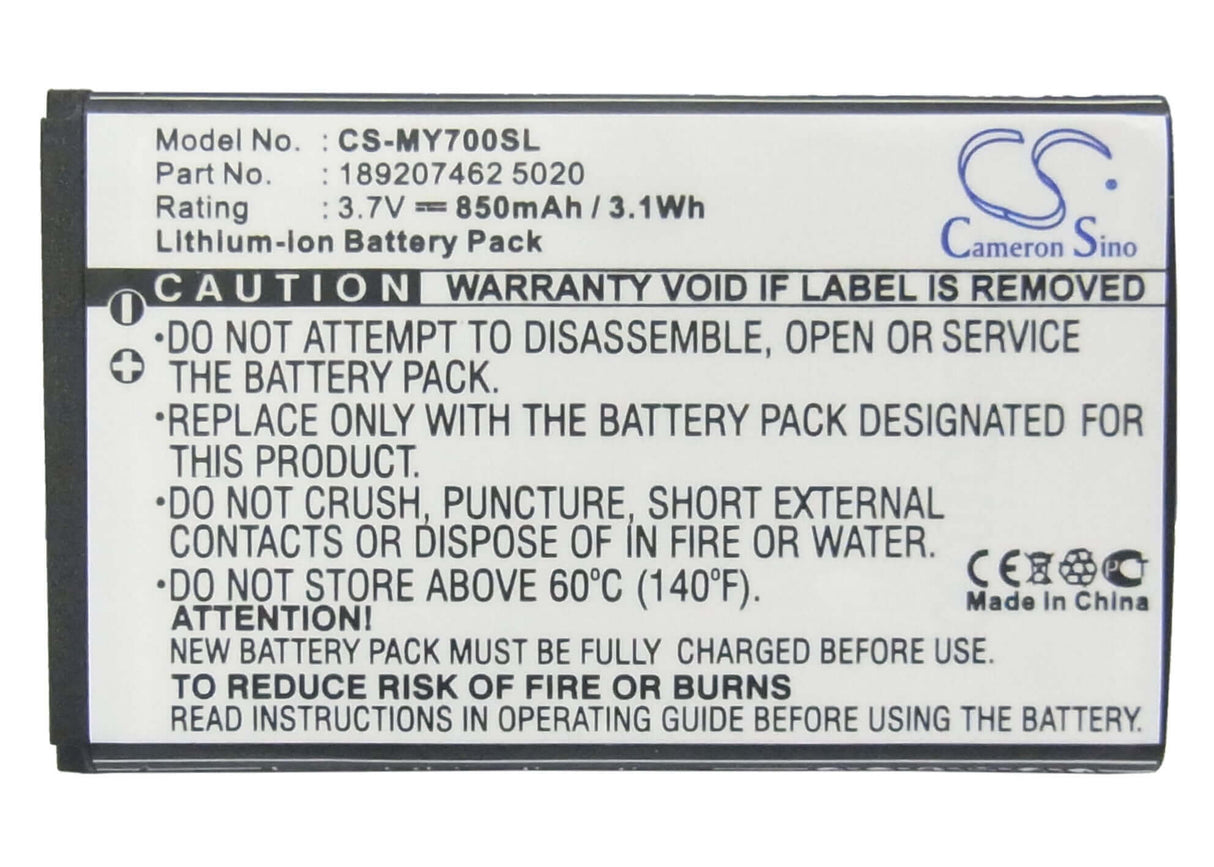 Model No. : CS-MY700SL
Part No. : 189207462 5020
Rating : 3.7V ⎓ 850mAh / 3.1Wh
Lithium-Ion Battery Pack
CS
Cameron Sino
CAUTION WARRANTY VOID IF LABEL IS REMOVED
•DO NOT ATTEMPT TO DISASSEMBLE, OPEN OR SERVICE
THE BATTERY PACK.
•REPLACE ONLY WITH THE BATTERY PACK DESIGNATED FOR
THIS PRODUCT.
•DO NOT CRUSH, PUNCTURE, SHORT EXTERNAL
CONTACTS OR DISPOSE OF IN FIRE OR WATER.
•DO NOT STORE ABOVE 60ºC (140ºF).
CE
Made in China
ATTENTION!
NEW BATTERY PACK MUST BE FULLY CHARGED BEFORE USE.
TO REDUCE RISK OF FIRE OR BURNS
READ INSTRUCTIONS IN OPERATING GUIDE BEFORE USING THE BATTERY.